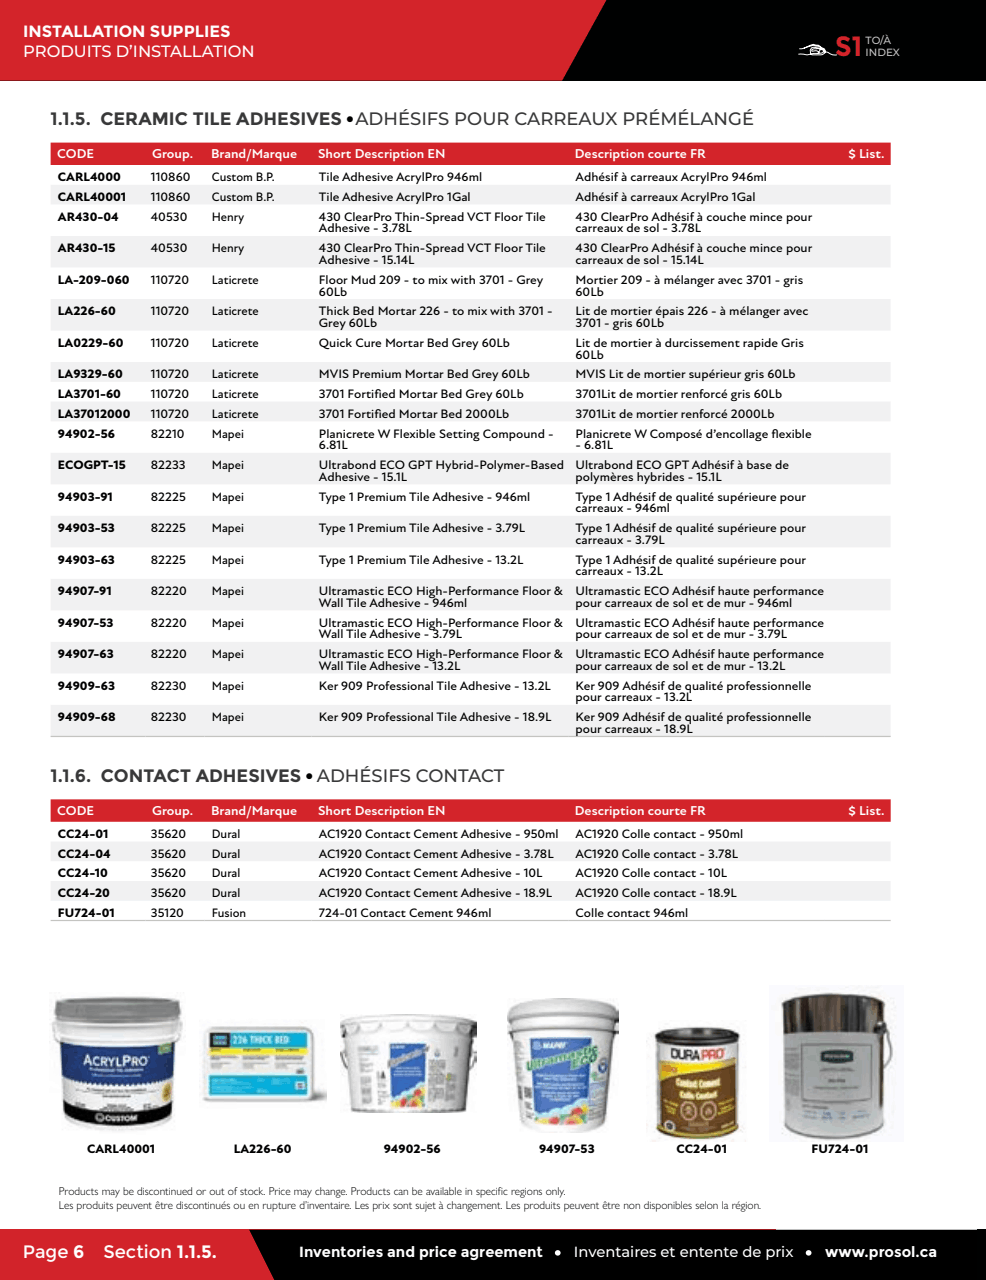 INSTALLATION SUPPLIES
PRODUITS D'INSTALLATION
S1 TO/À
INDEX
1.1.5. CERAMIC TILE ADHESIVES • ADHÉSIFS POUR CARREAUX PRÉMÉLANGÉ
CODE Group. Brand/Marque Short Description EN Description courte FR $ List.
CARL4000 110860 Custom B.P. Tile Adhesive AcrylPro 946ml Adhésif à carreaux AcrylPro 946ml
CARL40001 110860 Custom B.P. Tile Adhesive AcrylPro 1Gal Adhésif à carreaux AcrylPro 1Gal
AR430-04 40530 Henry 430 ClearPro Thin-Spread VCT Floor Tile 430 ClearPro Adhésif à couche mince pour
Adhesive - 3.78L carreaux de sol - 3.78L
AR430-15 40530 Henry 430 ClearPro Thin-Spread VCT Floor Tile 430 ClearPro Adhésif à couche mince pour
Adhesive - 15.14L carreaux de sol - 15.14L
LA-209-060 110720 Laticrete Floor Mud 209 - to mix with 3701 - Grey Mortier 209 - à mélanger avec 3701 - gris
60Lb 60Lb
LA226-60 110720 Laticrete Thick Bed Mortar 226 - to mix with 3701 - Lit de mortier épais 226 - à mélanger avec
Grey 60Lb 3701 - gris 60Lb
LA0229-60 110720 Laticrete Quick Cure Mortar Bed Grey 60Lb Lit de mortier à durcissement rapide Gris
60Lb
LA9329-60 110720 Laticrete MVIS Premium Mortar Bed Grey 60Lb MVIS Lit de mortier supérieur gris 60Lb
LA3701-60 110720 Laticrete 3701 Fortified Mortar Bed Grey 60Lb 3701Lit de mortier renforcé gris 60Lb
LA37012000 110720 Laticrete 3701 Fortified Mortar Bed 2000Lb 3701Lit de mortier renforcé 2000Lb
94902-56 82210 Mapei Planicrete W Flexible Setting Compound - Planicrete W Composé d'encollage flexible
6.81L - 6.81L
ECOGPT-15 82233 Mapei Ultrabond ECO GPT Hybrid-Polymer-Based Ultrabond ECO GPT Adhésif à base de
Adhesive - 15.1L polymères hybrides - 15.1L
94903-91 82225 Mapei Type 1 Premium Tile Adhesive - 946ml Type 1 Adhésif de qualité supérieure pour
carreaux - 946ml
94903-53 82225 Mapei Type 1 Premium Tile Adhesive - 3.79L Type 1 Adhésif de qualité supérieure pour
carreaux - 3.79L
94903-63 82225 Mapei Type 1 Premium Tile Adhesive - 13.2L Type 1 Adhésif de qualité supérieure pour
carreaux - 13.2L
94907-91 82220 Mapei Ultramastic ECO High-Performance Floor & Ultramastic ECO Adhésif haute performance
Wall Tile Adhesive - 946ml pour carreaux de sol et de mur - 946ml
94907-53 82220 Mapei Ultramastic ECO High-Performance Floor & Ultramastic ECO Adhésif haute performance
Wall Tile Adhesive - 3.79L pour carreaux de sol et de mur - 3.79L
94907-63 82220 Mapei Ultramastic ECO High-Performance Floor & Ultramastic ECO Adhésif haute performance
Wall Tile Adhesive - 13.2L pour carreaux de sol et de mur - 13.2L
94909-63 82230 Mapei Ker 909 Professional Tile Adhesive - 13.2L Ker 909 Adhésif de qualité professionnelle
pour carreaux - 13.2L
94909-68 82230 Mapei Ker 909 Professional Tile Adhesive - 18.9L Ker 909 Adhésif de qualité professionnelle
pour carreaux - 18.9L
1.1.6. CONTACT ADHESIVES • ADHÉSIFS CONTACT
CODE Group. Brand/Marque Short Description EN Description courte FR $ List.
CC24-01 35620 Dural AC1920 Contact Cement Adhesive - 950ml AC1920 Colle contact - 950ml
CC24-04 35620 Dural AC1920 Contact Cement Adhesive - 3.78L AC1920 Colle contact - 3.78L
CC24-10 35620 Dural AC1920 Contact Cement Adhesive - 10L AC1920 Colle contact - 10L
CC24-20 35620 Dural AC1920 Contact Cement Adhesive - 18.9L AC1920 Colle contact - 18.9L
FU724-01 35120 Fusion 724-01 Contact Cement 946ml Colle contact 946ml
ACRYLPRO
CUSTOM
226 THICK BED
MAPEI
Ultramastic
ECO
DURAPRO
Contact Cement
Colle Contact
CARL40001 LA226-60 94902-56 94907-53 CC24-01 FU724-01
Products may be discontinued or out of stock. Price may change. Products can be available in specific regions only.
Les produits peuvent être discontinués ou en rupture d'inventaire. Les prix sont sujet à changement. Les produits peuvent être non disponibles selon la région.
Page 6 Section 1.1.5. Inventories and price agreement • Inventaires et entente de prix • www.prosol.ca